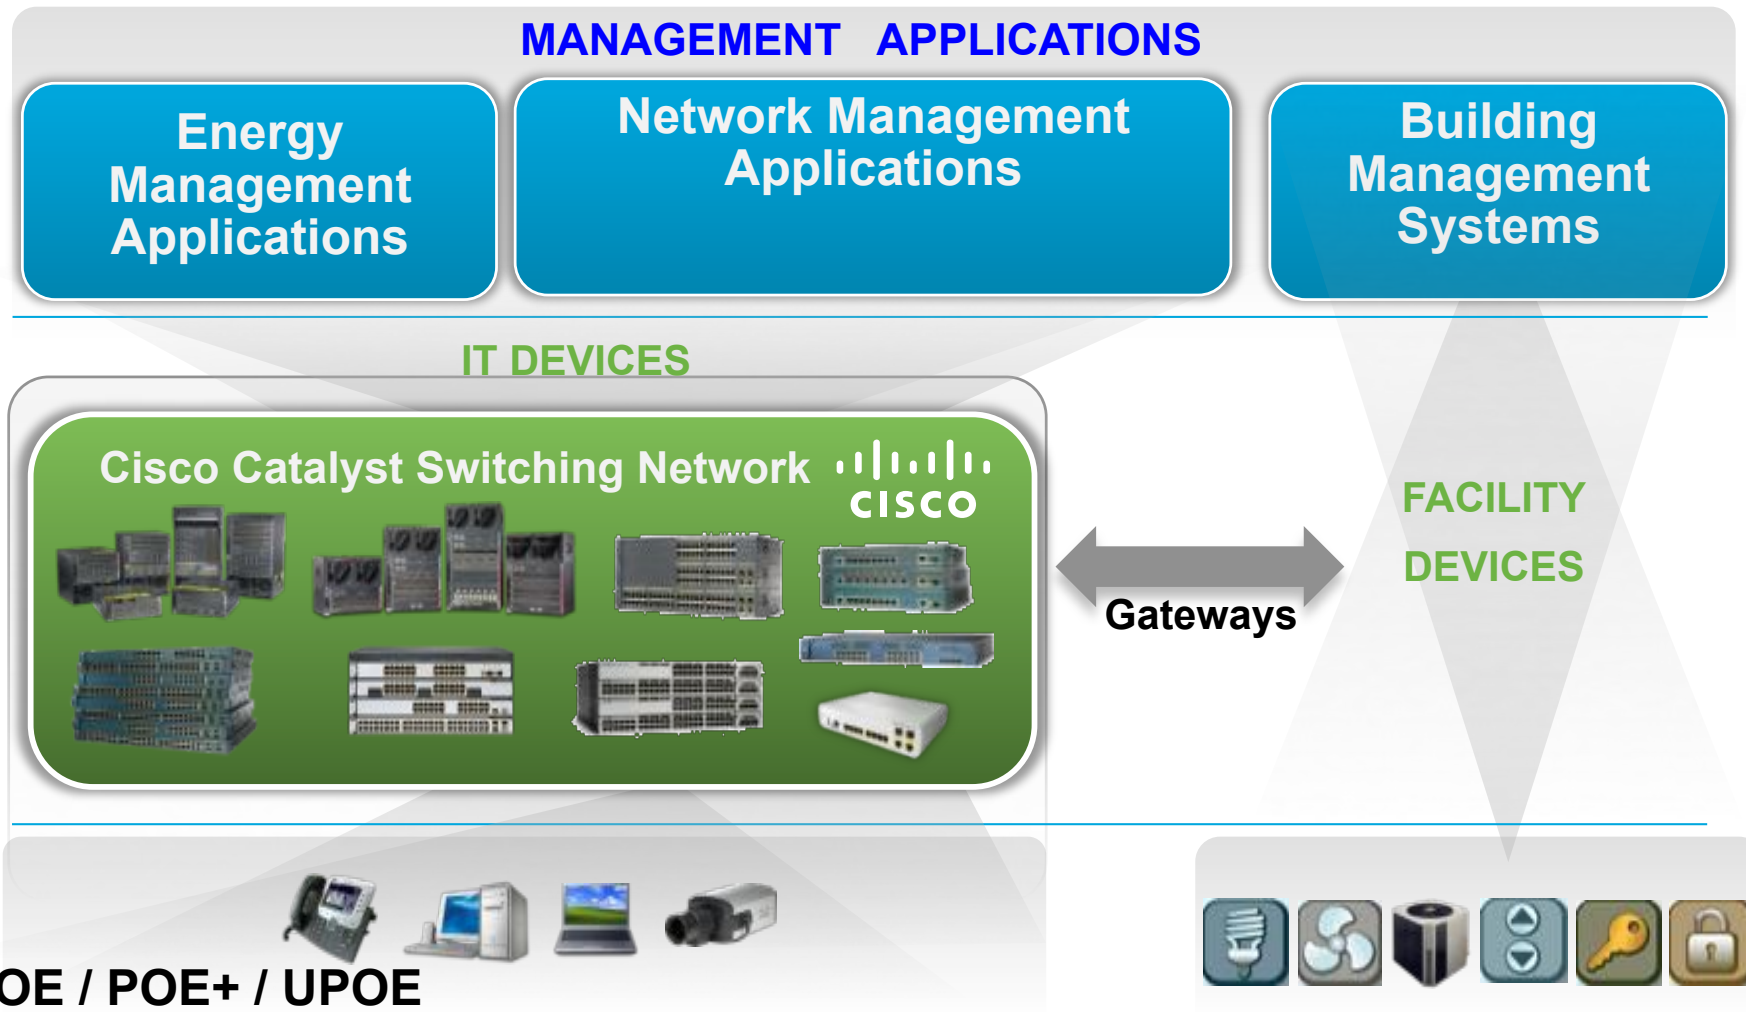 MANAGEMENT APPLICATIONS
Energy
Management
Applications
Network Management
Applications
Building
Management
Systems
IT DEVICES
Cisco Catalyst Switching Network
CISCO
FACILITY
DEVICES
Gateways
OE / POE+ / UPOE